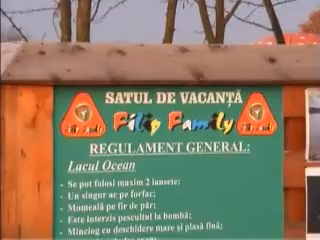 SATUL DE VACANȚĂ
Filip Family
REGULAMENT GENERAL:
Lacul Ocean
- Se pot folosi maxim 2 lansete;
- Un singur ac pe forfac;
- Momeală pe fir de păr;
- Este interzis pescuitul la bombă;
- Minciog cu deschidere mare și plasă fină;